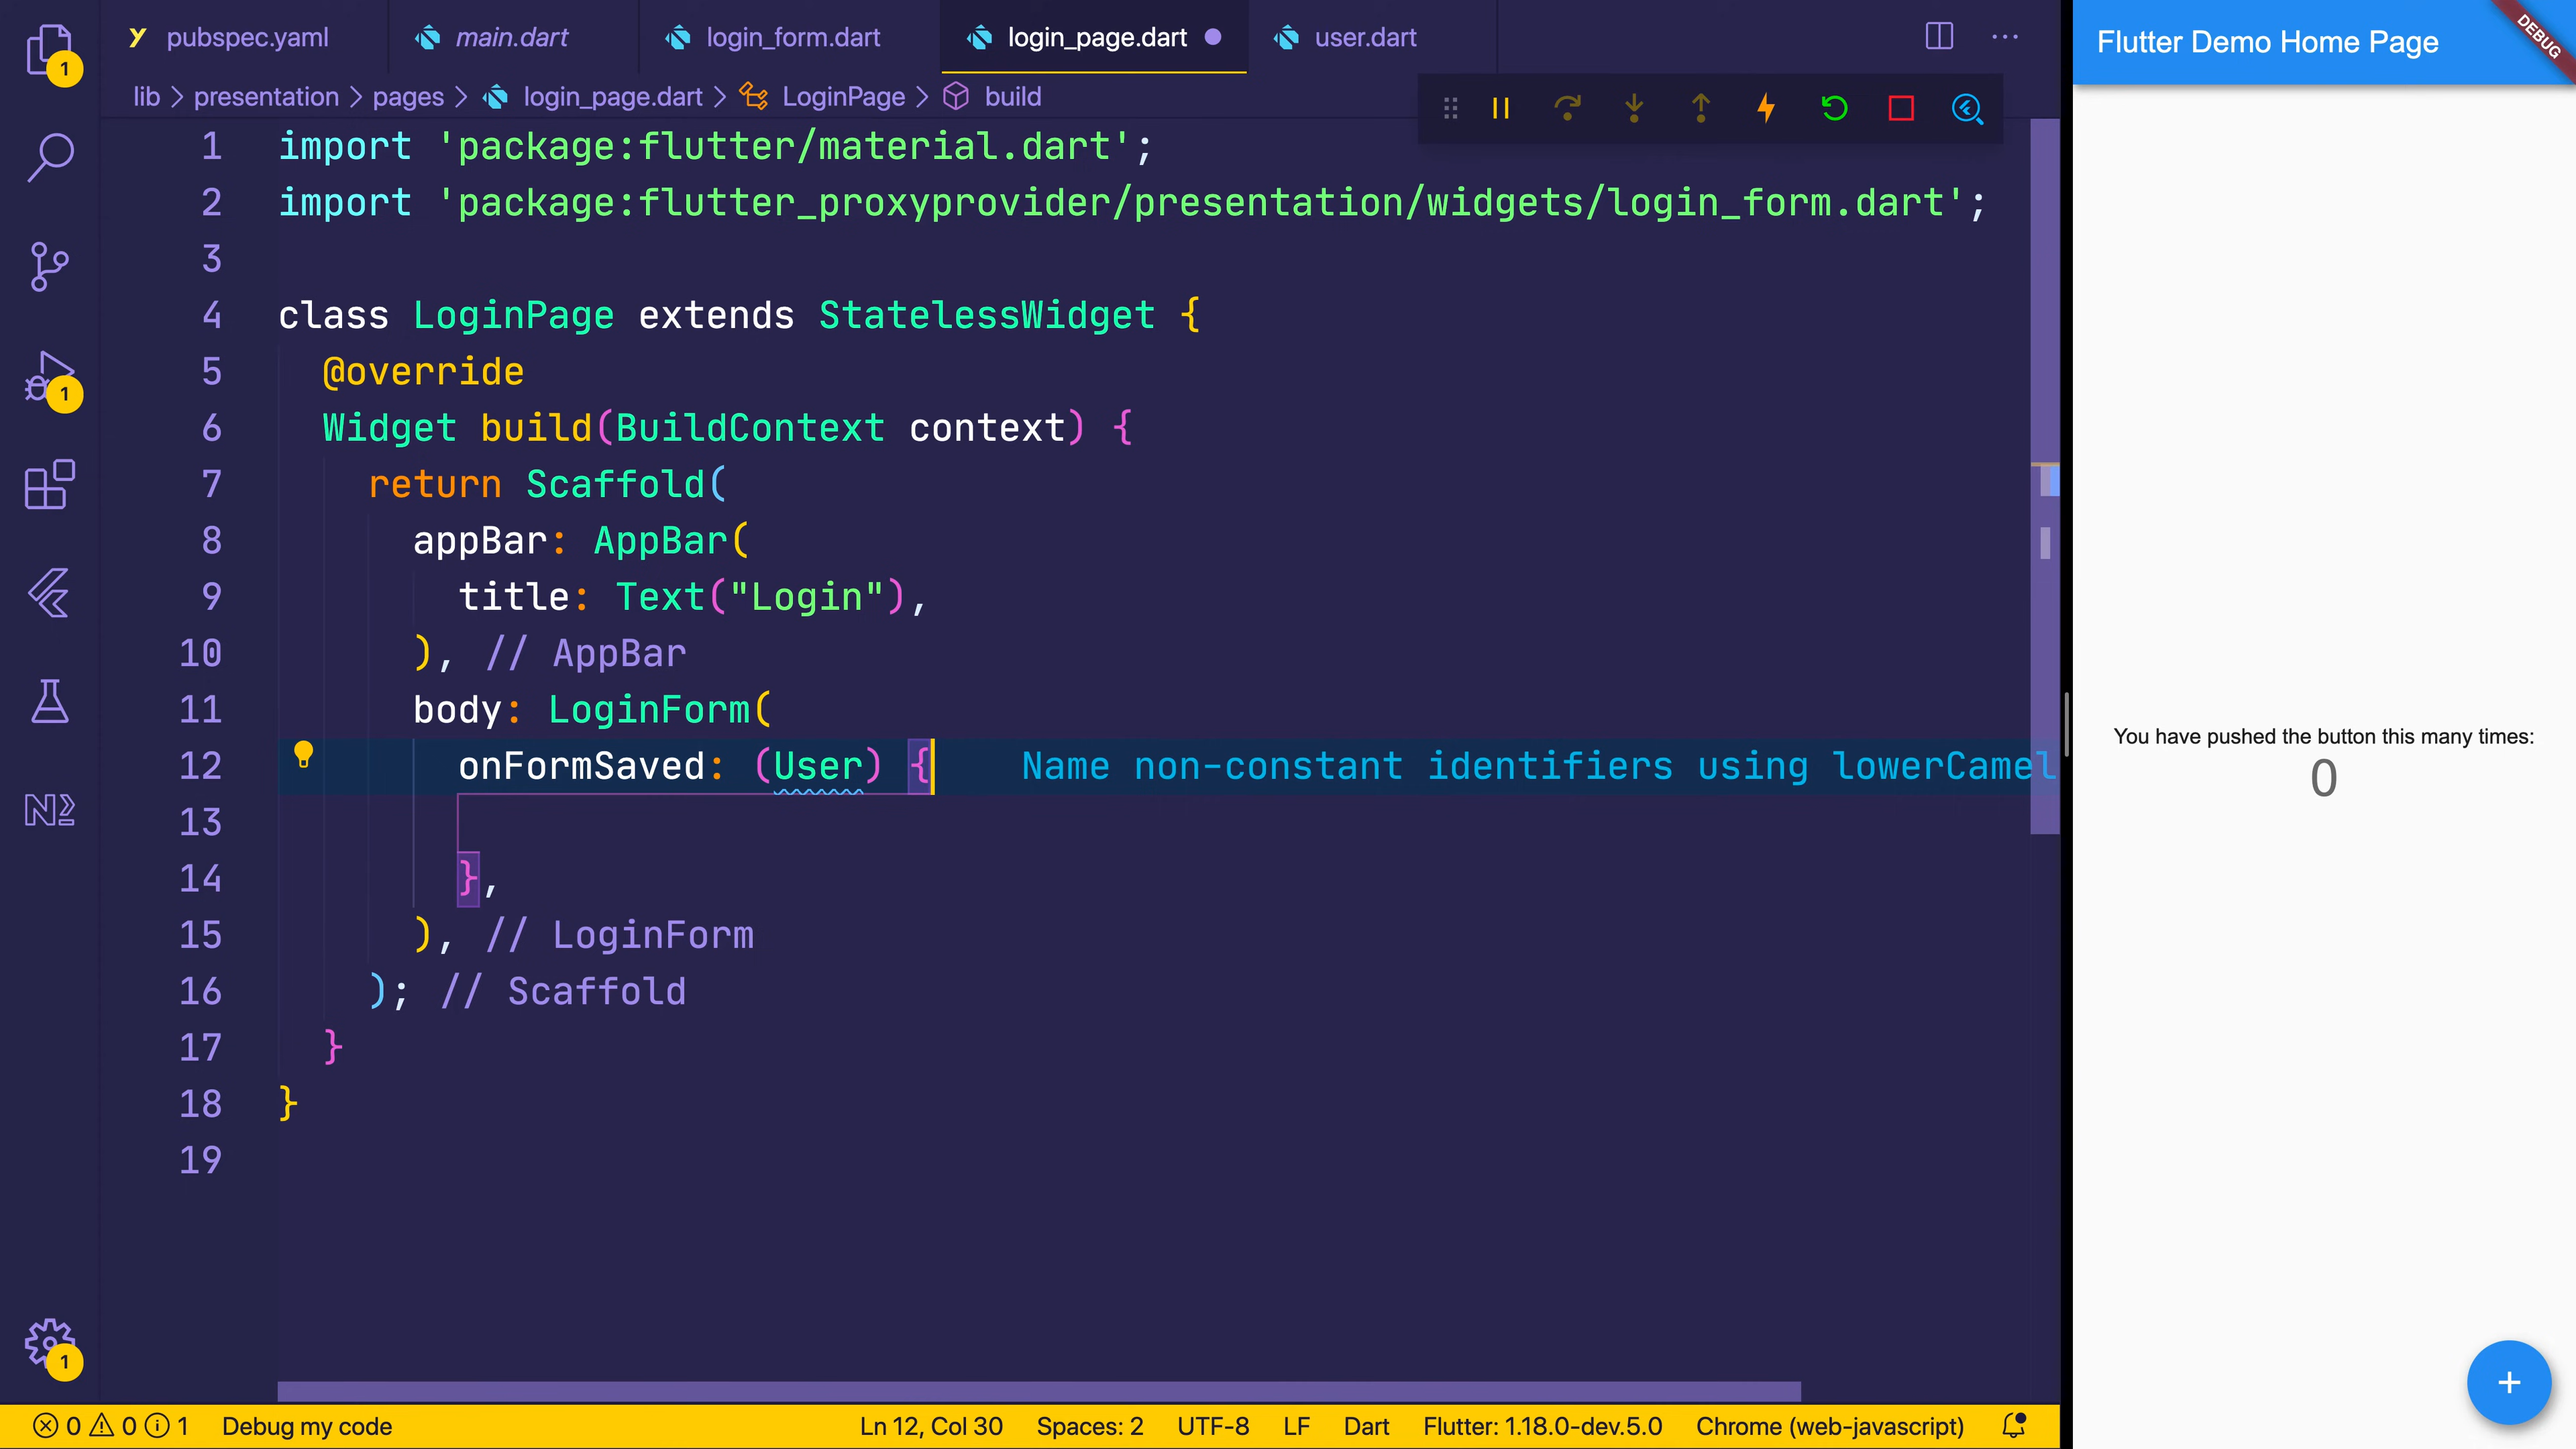 pubspec.yaml main.dart login_form.dart login_page.dart user.dart
lib > presentation > pages > login_page.dart > LoginPage > build
1 import 'package:flutter/material.dart';
2 import 'package:flutter_proxyprovider/presentation/widgets/login_form.dart';
3
4 class LoginPage extends StatelessWidget {
5 @override
6 Widget build(BuildContext context) {
7 return Scaffold(
8 appBar: AppBar(
9 title: Text("Login"),
10 ), // AppBar
11 body: LoginForm(
12 onFormSaved: (User) { Name non-constant identifiers using lowerCamel
13
14 },
15 ), // LoginForm
16 ); // Scaffold
17 }
18 }
19
1
1
1
0 0 1 Debug my code Ln 12, Col 30 Spaces: 2 UTF-8 LF Dart Flutter: 1.18.0-dev.5.0 Chrome (web-javascript)
Flutter Demo Home Page
DEBUG
You have pushed the button this many times:
0
+